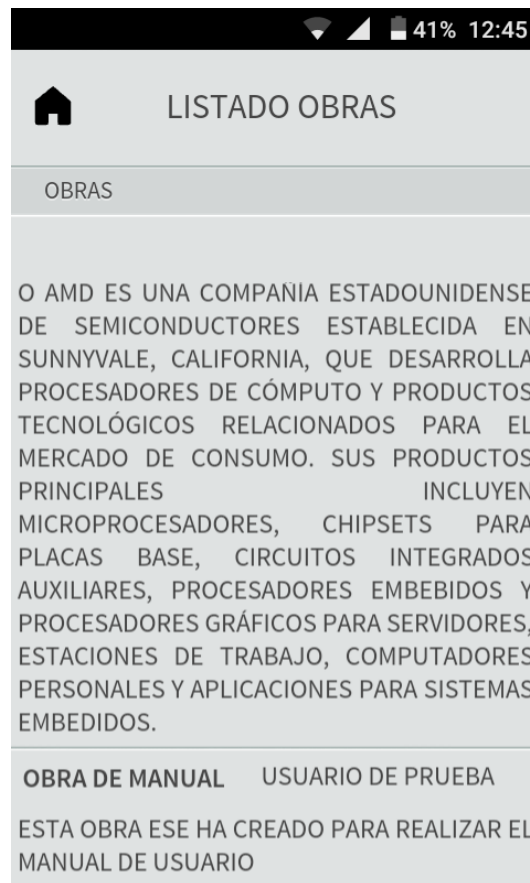 41% 12:45
LISTADO OBRAS
OBRAS
O AMD ES UNA COMPAÑÍA ESTADOUNIDENSE
DE SEMICONDUCTORES ESTABLECIDA EN
SUNNYVALE, CALIFORNIA, QUE DESARROLLA
PROCESADORES DE CÓMPUTO Y PRODUCTOS
TECNOLÓGICOS RELACIONADOS PARA EL
MERCADO DE CONSUMO. SUS PRODUCTOS
PRINCIPALES INCLUYEN
MICROPROCESADORES, CHIPSETS PARA
PLACAS BASE, CIRCUITOS INTEGRADOS
AUXILIARES, PROCESADORES EMBEBIDOS Y
PROCESADORES GRÁFICOS PARA SERVIDORES,
ESTACIONES DE TRABAJO, COMPUTADORES
PERSONALES Y APLICACIONES PARA SISTEMAS
EMBEDIDOS.
OBRA DE MANUAL USUARIO DE PRUEBA
ESTA OBRA ESE HA CREADO PARA REALIZAR EL
MANUAL DE USUARIO